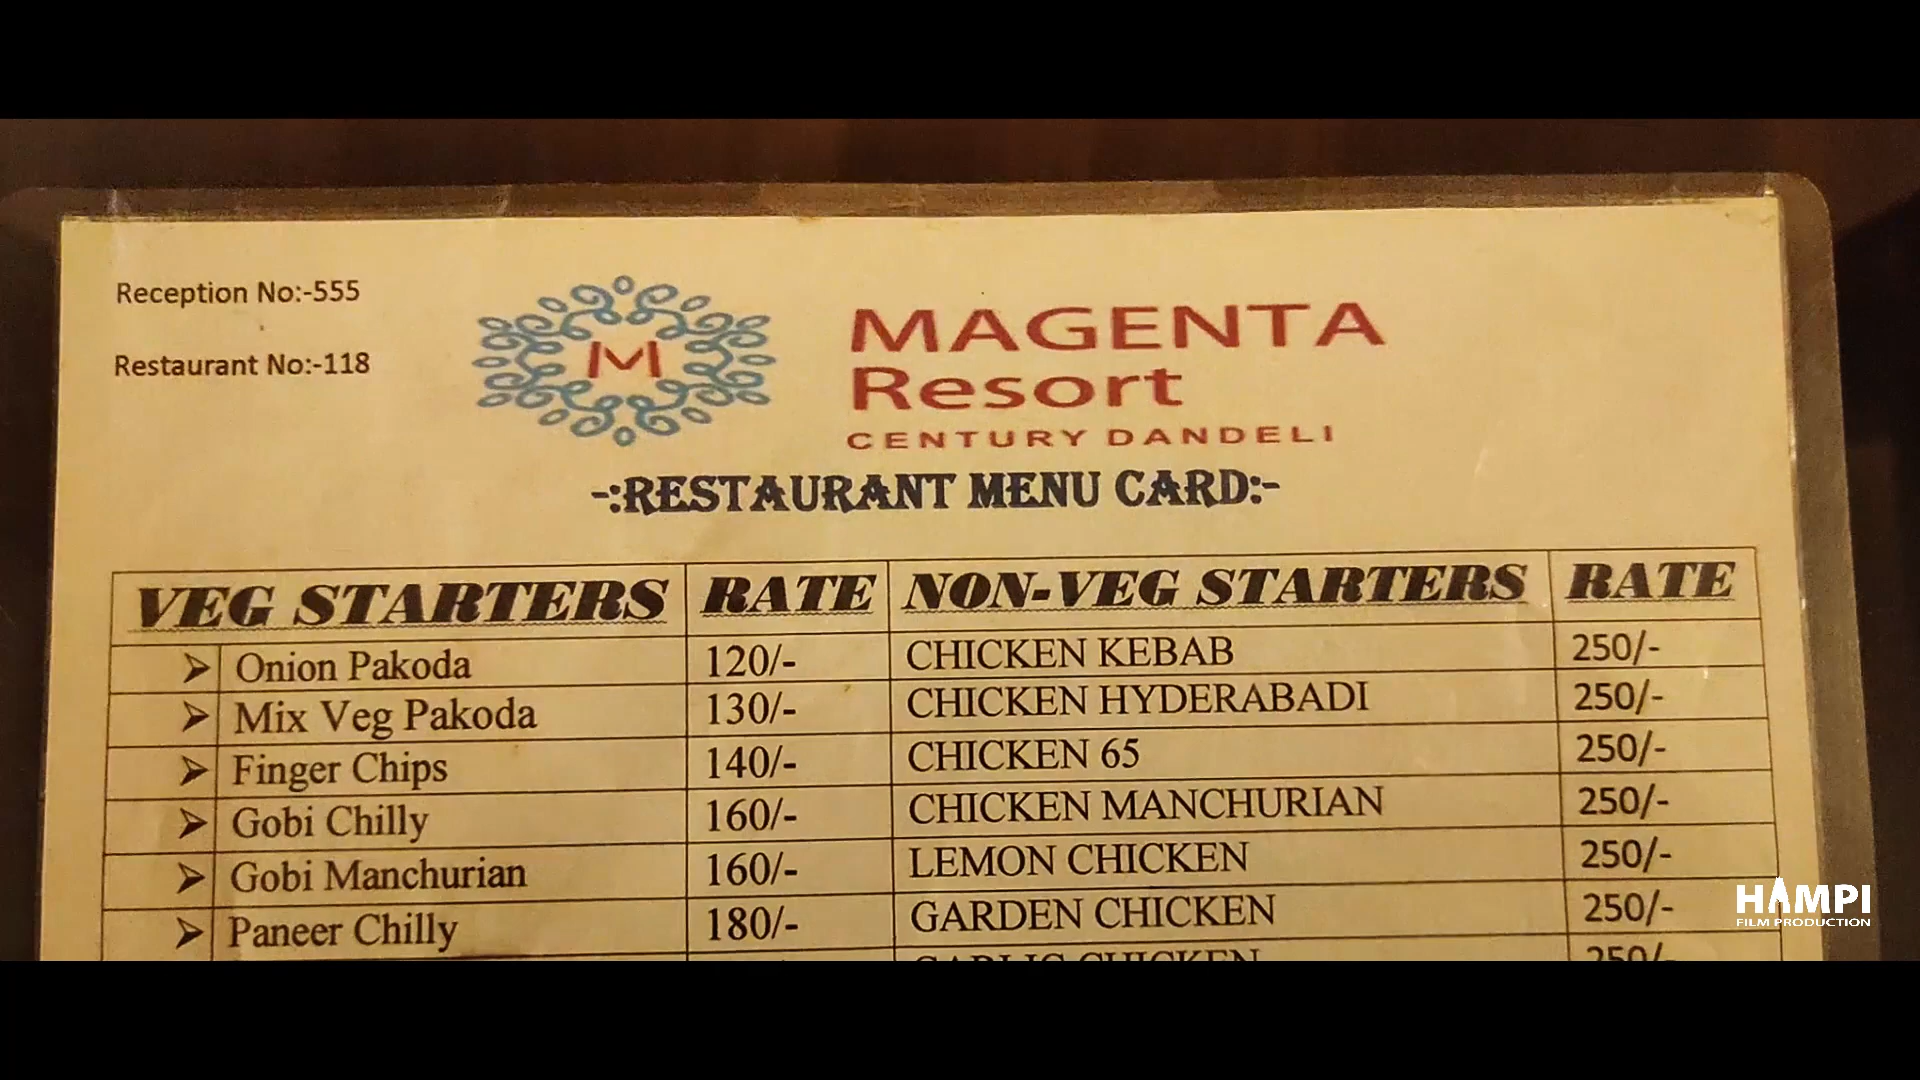 Reception No:-555
Restaurant No:-118
M
MAGENTA
Resort
CENTURY DANDELI
-:RESTAURANT MENU CARD:-
VEG STARTERS RATE NON-VEG STARTERS RATE
Onion Pakoda 120/- CHICKEN KEBAB 250/-
Mix Veg Pakoda 130/- CHICKEN HYDERABADI 250/-
Finger Chips 140/- CHICKEN 65 250/-
Gobi Chilly 160/- CHICKEN MANCHURIAN 250/-
Gobi Manchurian 160/- LEMON CHICKEN 250/-
Paneer Chilly 180/- GARDEN CHICKEN 250/-
GARLIC CHICKEN 250/-
HAMPI
FILM PRODUCTION